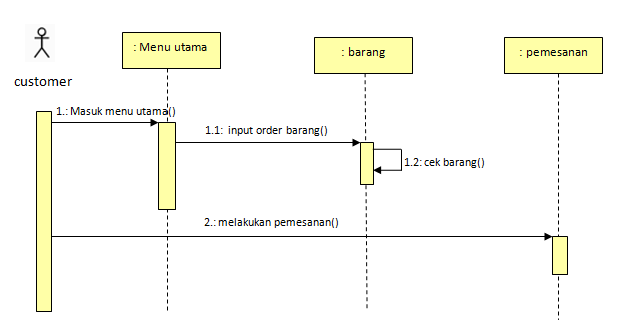 : Menu utama
: barang
: pemesanan
customer
1.: Masuk menu utama()
1.1: input order barang()
1.2: cek barang()
2.: melakukan pemesanan()